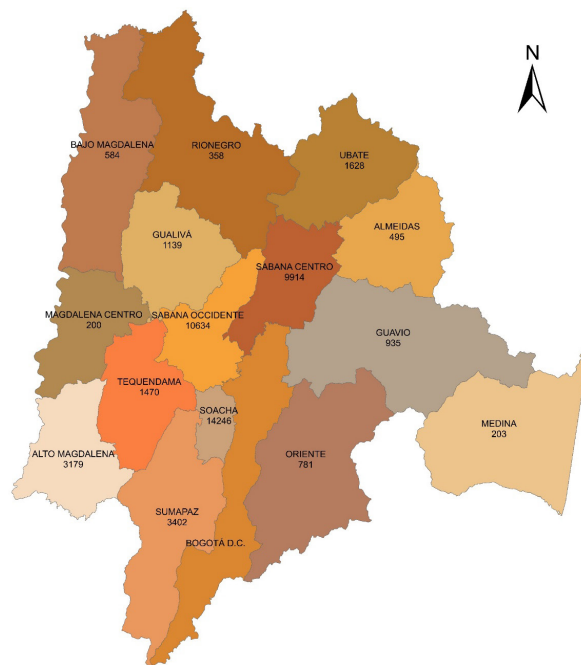 N
BAJO MAGDALENA
584
RIONEGRO
358
UBATE
1628
GUALIVÁ
1139
ALMEIDAS
495
SABANA CENTRO
9914
MAGDALENA CENTRO
200
SABANA OCCIDENTE
10634
GUAVIO
935
TEQUENDAMA
1470
SOACHA
14246
MEDINA
203
ALTO MAGDALENA
3179
ORIENTE
781
SUMAPAZ
3402
BOGOTÁ D.C.